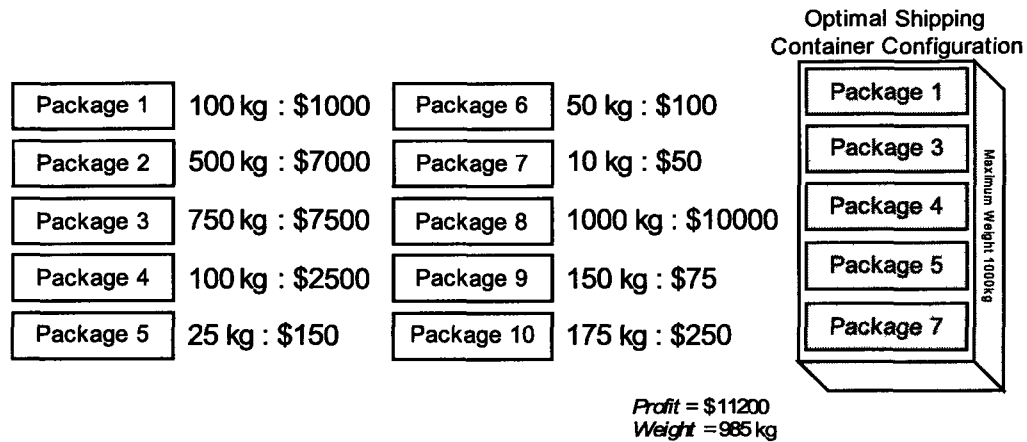 Optimal Shipping
Container Configuration
Package 1 100 kg : $1000
Package 2 500 kg : $7000
Package 3 750 kg : $7500
Package 4 100 kg : $2500
Package 5 25 kg : $150
Package 6 50 kg : $100
Package 7 10 kg : $50
Package 8 1000 kg : $10000
Package 9 150 kg : $75
Package 10 175 kg : $250
Package 1
Package 3
Package 4
Package 5
Package 7
Maximum Weight 1000kg
Profit = $11200
Weight = 985 kg